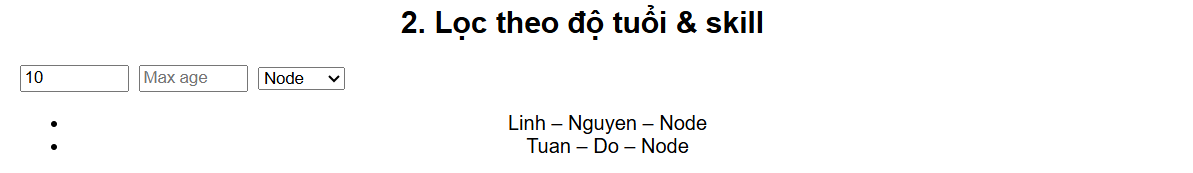 2. Lọc theo độ tuổi & skill
10 Max age Node
Linh – Nguyen – Node
Tuan – Do – Node